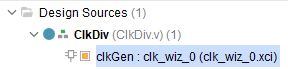 Design Sources (1)
ClkDiv (ClkDiv.v) (1)
clkGen : clk_wiz_0 (clk_wiz_0.xci)